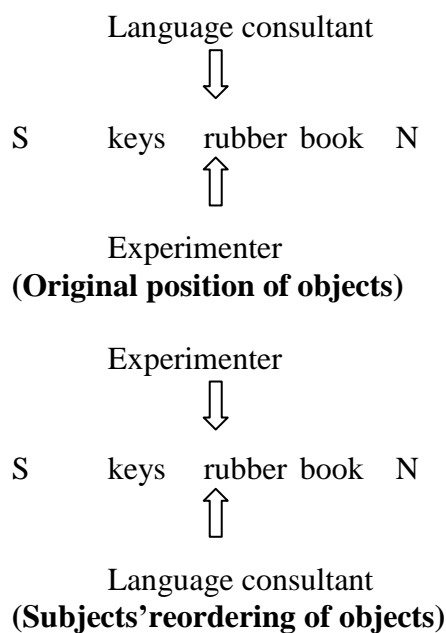 Language consultant
S keys rubber book N
Experimenter
(Original position of objects)
Experimenter
S keys rubber book N
Language consultant
(Subjects'reordering of objects)